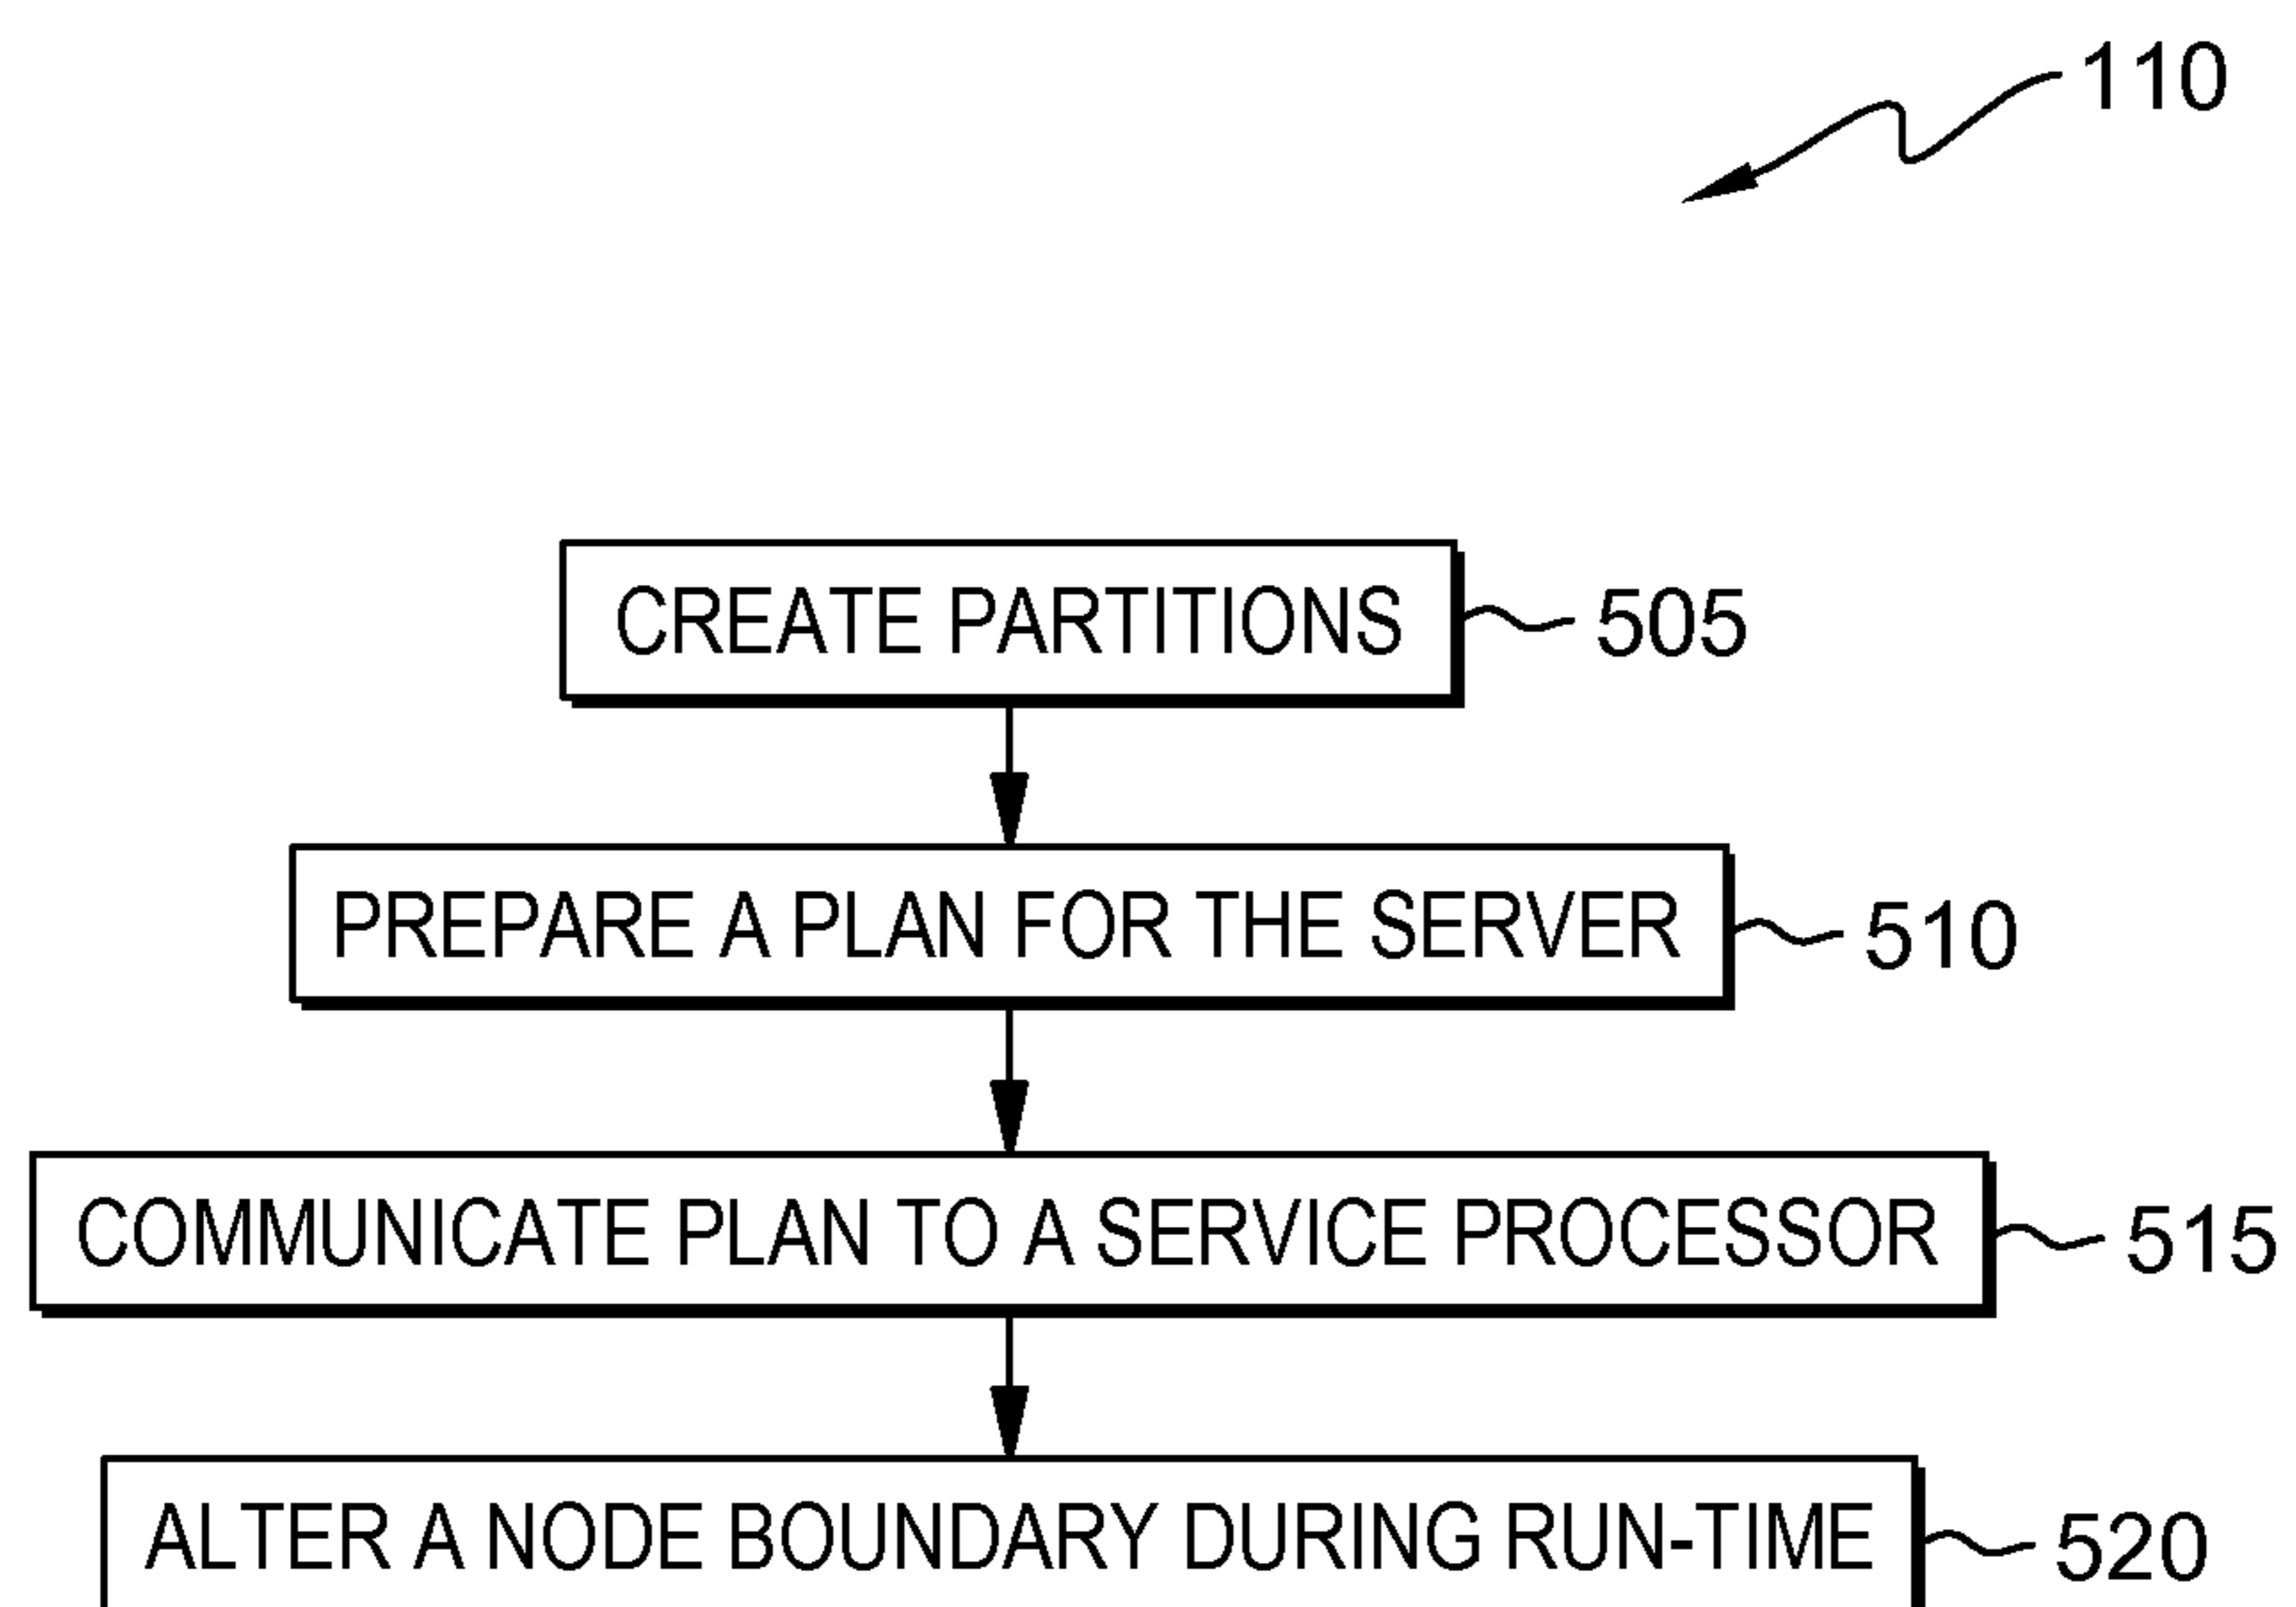 110
CREATE PARTITIONS 505
PREPARE A PLAN FOR THE SERVER 510
COMMUNICATE PLAN TO A SERVICE PROCESSOR 515
ALTER A NODE BOUNDARY DURING RUN-TIME 520